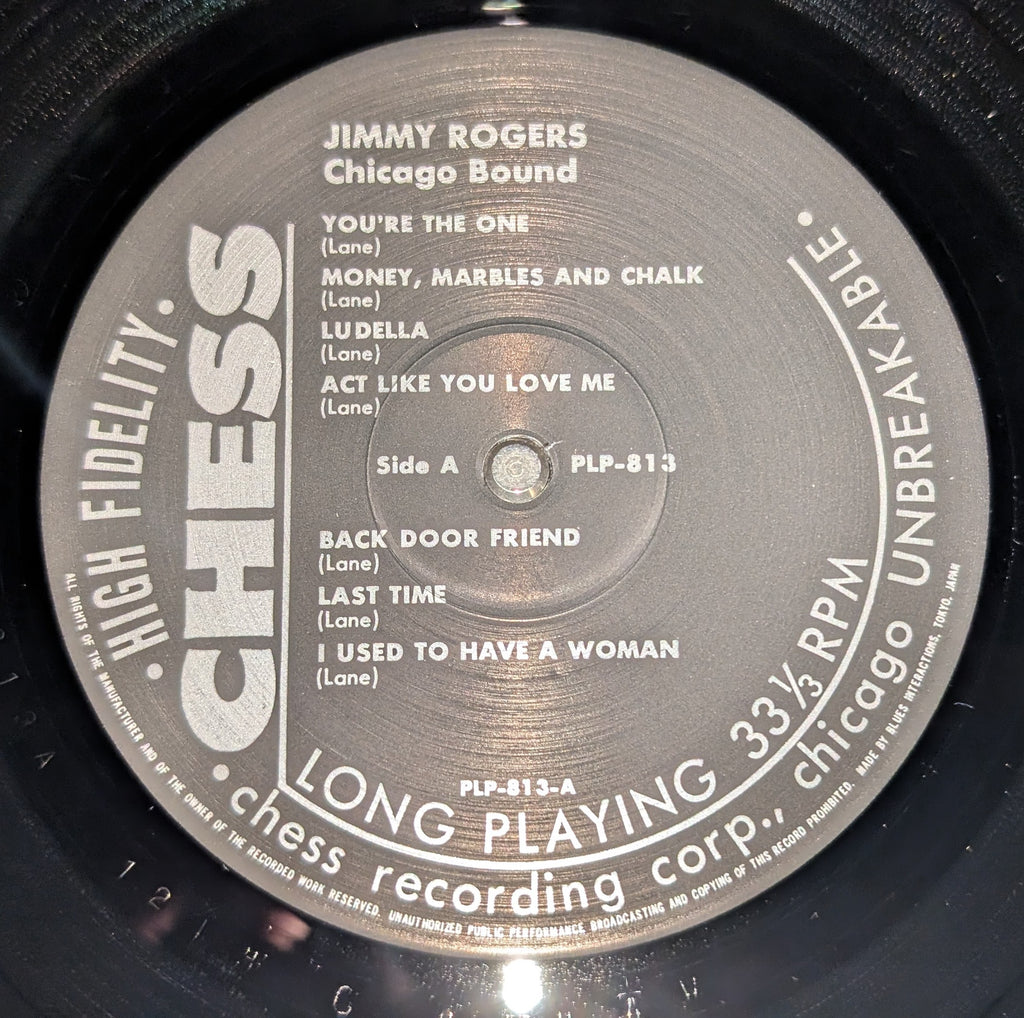 JIMMY ROGERS
Chicago Bound
YOU'RE THE ONE
(Lane)
MONEY, MARBLES AND CHALK
(Lane)
LUDELLA
(Lane)
ACT LIKE YOU LOVE ME
(Lane)
Side A
PLP-813
BACK DOOR FRIEND
(Lane)
LAST TIME
(Lane)
I USED TO HAVE A WOMAN
(Lane)
PLP-813-A
CHESS
• HIGH FIDELITY •
LONG PLAYING 33⅓ RPM
• chess recording corp., chicago UNBREAKABLE. •
ALL RIGHTS OF THE MANUFACTURER AND OF THE OWNER OF THE RECORDED WORK RESERVED. UNAUTHORIZED PUBLIC PERFORMANCE BROADCASTING AND COPYING OF THIS RECORD PROHIBITED. MADE BY BLUES INTERACTIONS, TOKYO, JAPAN